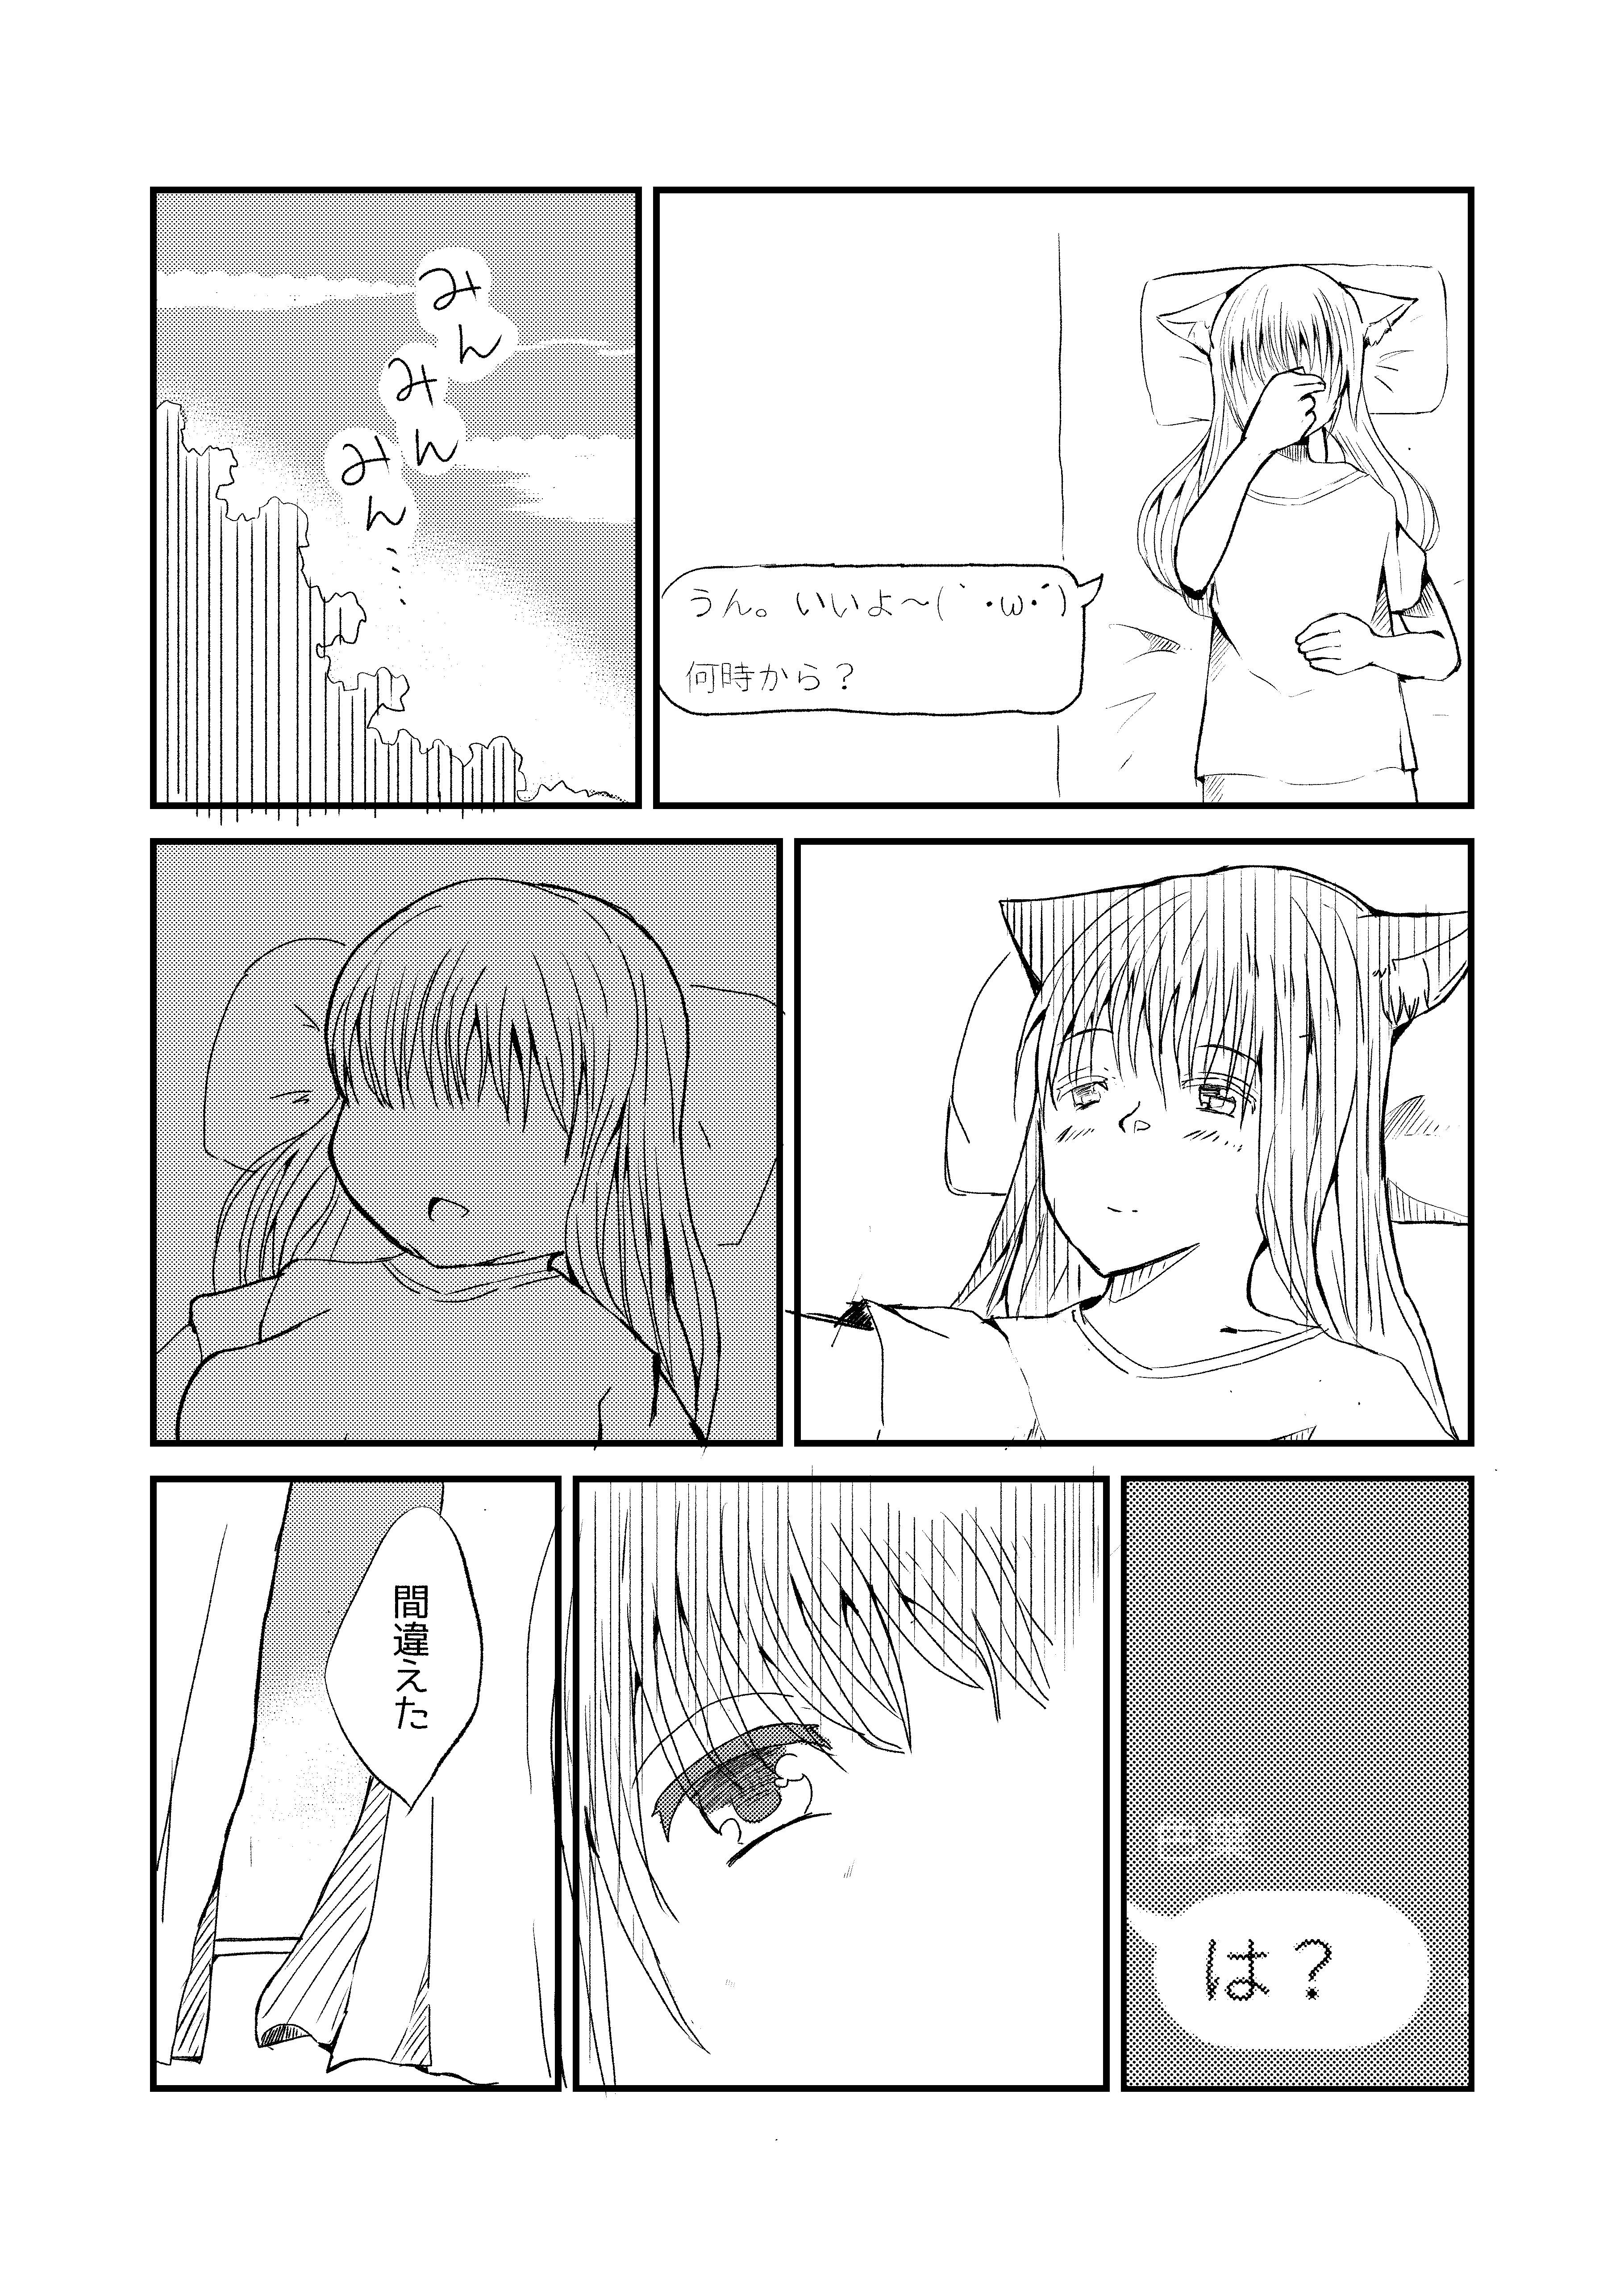 うん。いいよ～(｀・ω・´)
何時から？
みん
みん
みん…
は？
間違えた